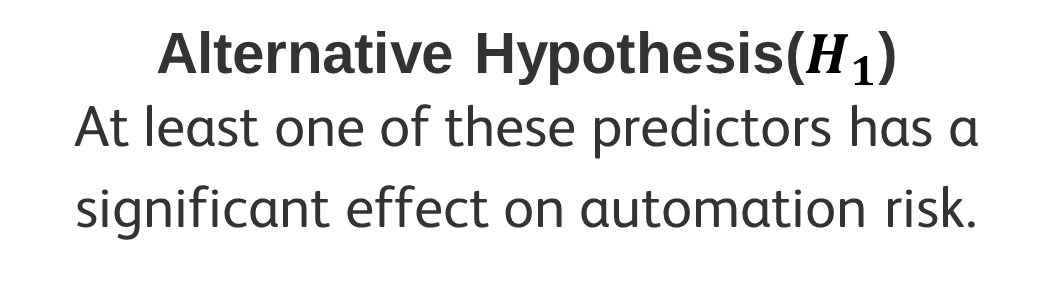 Alternative Hypothesis(H₁)
At least one of these predictors has a
significant effect on automation risk.